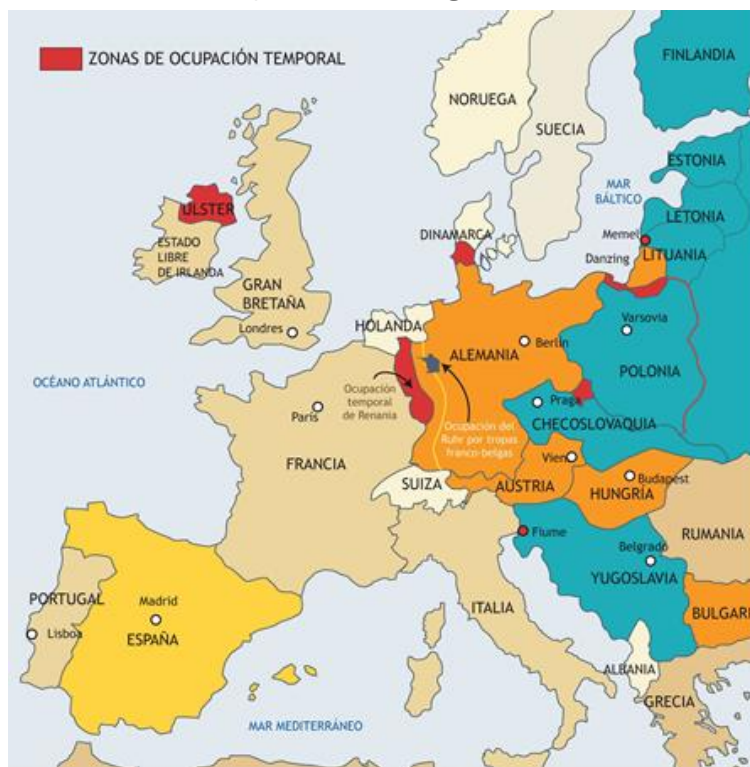 ZONAS DE OCUPACIÓN TEMPORAL
FINLANDIA
NORUEGA
SUECIA
ESTONIA
MAR
BÁLTICO
LETONIA
ULSTER
DINAMARCA
Memel
LITUANIA
ESTADO
LIBRE
DE IRLANDA
Danzing
GRAN
BRETAÑA
HOLANDA
Varsovia
Londres
ALEMANIA
Berlín
POLONIA
OCÉANO ATLÁNTICO
Ocupación
temporal
de Renania
Praga
París
CHECOSLOVAQUIA
Ocupación del
Ruhr por tropas
franco-belgas
FRANCIA
Vien
SUIZA
AUSTRIA
Budapest
HUNGRÍA
Fiume
RUMANIA
Belgrado
YUGOSLAVIA
PORTUGAL
Madrid
ITALIA
BULGARI
Lisboa
ESPAÑA
ALBANIA
GRECIA
MAR MEDITERRÁNEO